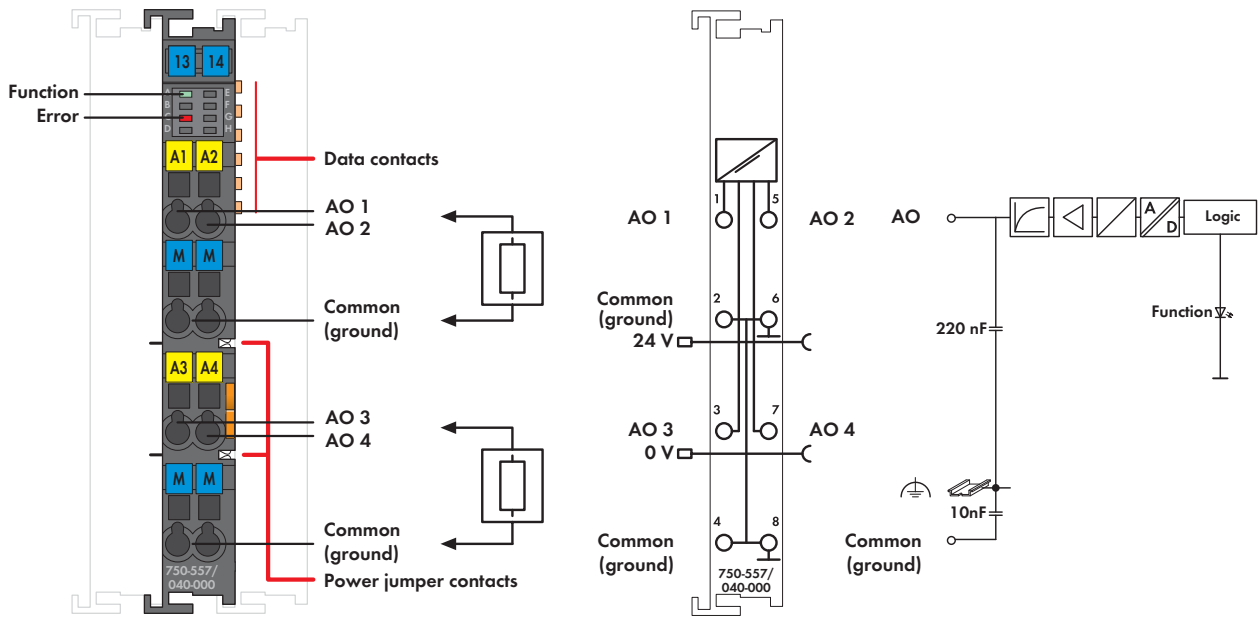 13 14
Function
Error
A E
B F
C G
D H
A1 A2
Data contacts
AO 1
AO 2
M M
Common
(ground)
A3 A4
AO 3
AO 4
M M
Common
(ground)
Power jumper contacts
750-557/
040-000
1 5
AO 1 AO 2
2 6
Common
(ground)
24 V
3 7
AO 3 AO 4
0 V
4 8
Common
(ground)
750-557/
040-000
AO
A
D
Logic
Function
220 nF
10nF
Common
(ground)